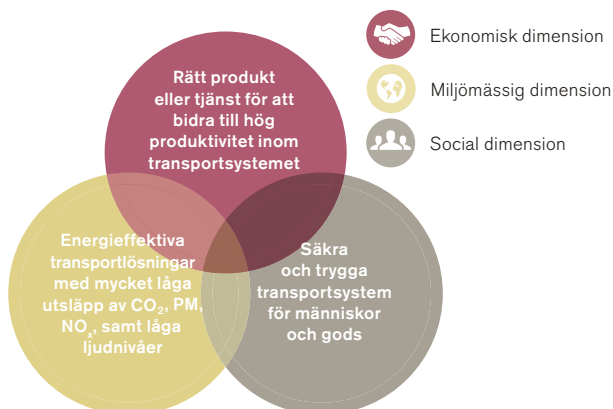 Rätt produkt
eller tjänst för att
bidra till hög
produktivitet inom
transportsystemet
Energieffektiva
transportlösningar
med mycket låga
utsläpp av CO₂, PM,
NOₓ, samt låga
ljudnivåer
Säkra
och trygga
transportsystem
för människor
och gods
Ekonomisk dimension
Miljömässig dimension
Social dimension